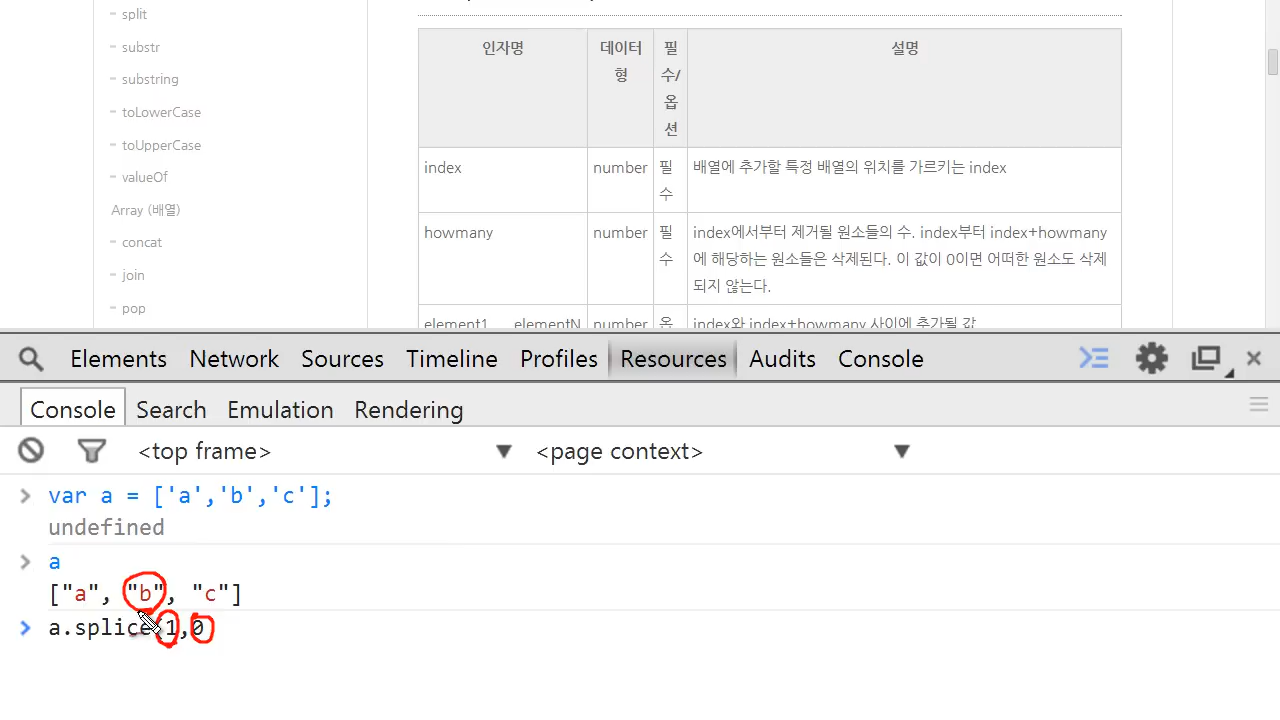 - split
- substr
- substring
- toLowerCase
- toUpperCase
- valueOf
Array (배열)
- concat
- join
- pop
인자명 데이터형 필수/옵션 설명
index number 필수 배열에 추가할 특정 배열의 위치를 가르키는 index
howmany number 필수 index에서부터 제거될 원소들의 수. index부터 index+howmany
에 해당하는 원소들은 삭제된다. 이 값이 0이면 어떠한 원소도 삭제
되지 않는다.
element1 elementN number 옵 index와 index+howmany 사이에 추가될 값
Elements Network Sources Timeline Profiles Resources Audits Console
Console Search Emulation Rendering
<top frame> <page context>
> var a = ['a','b','c'];
undefined
> a
["a", "b", "c"]
> a.splice(1,0